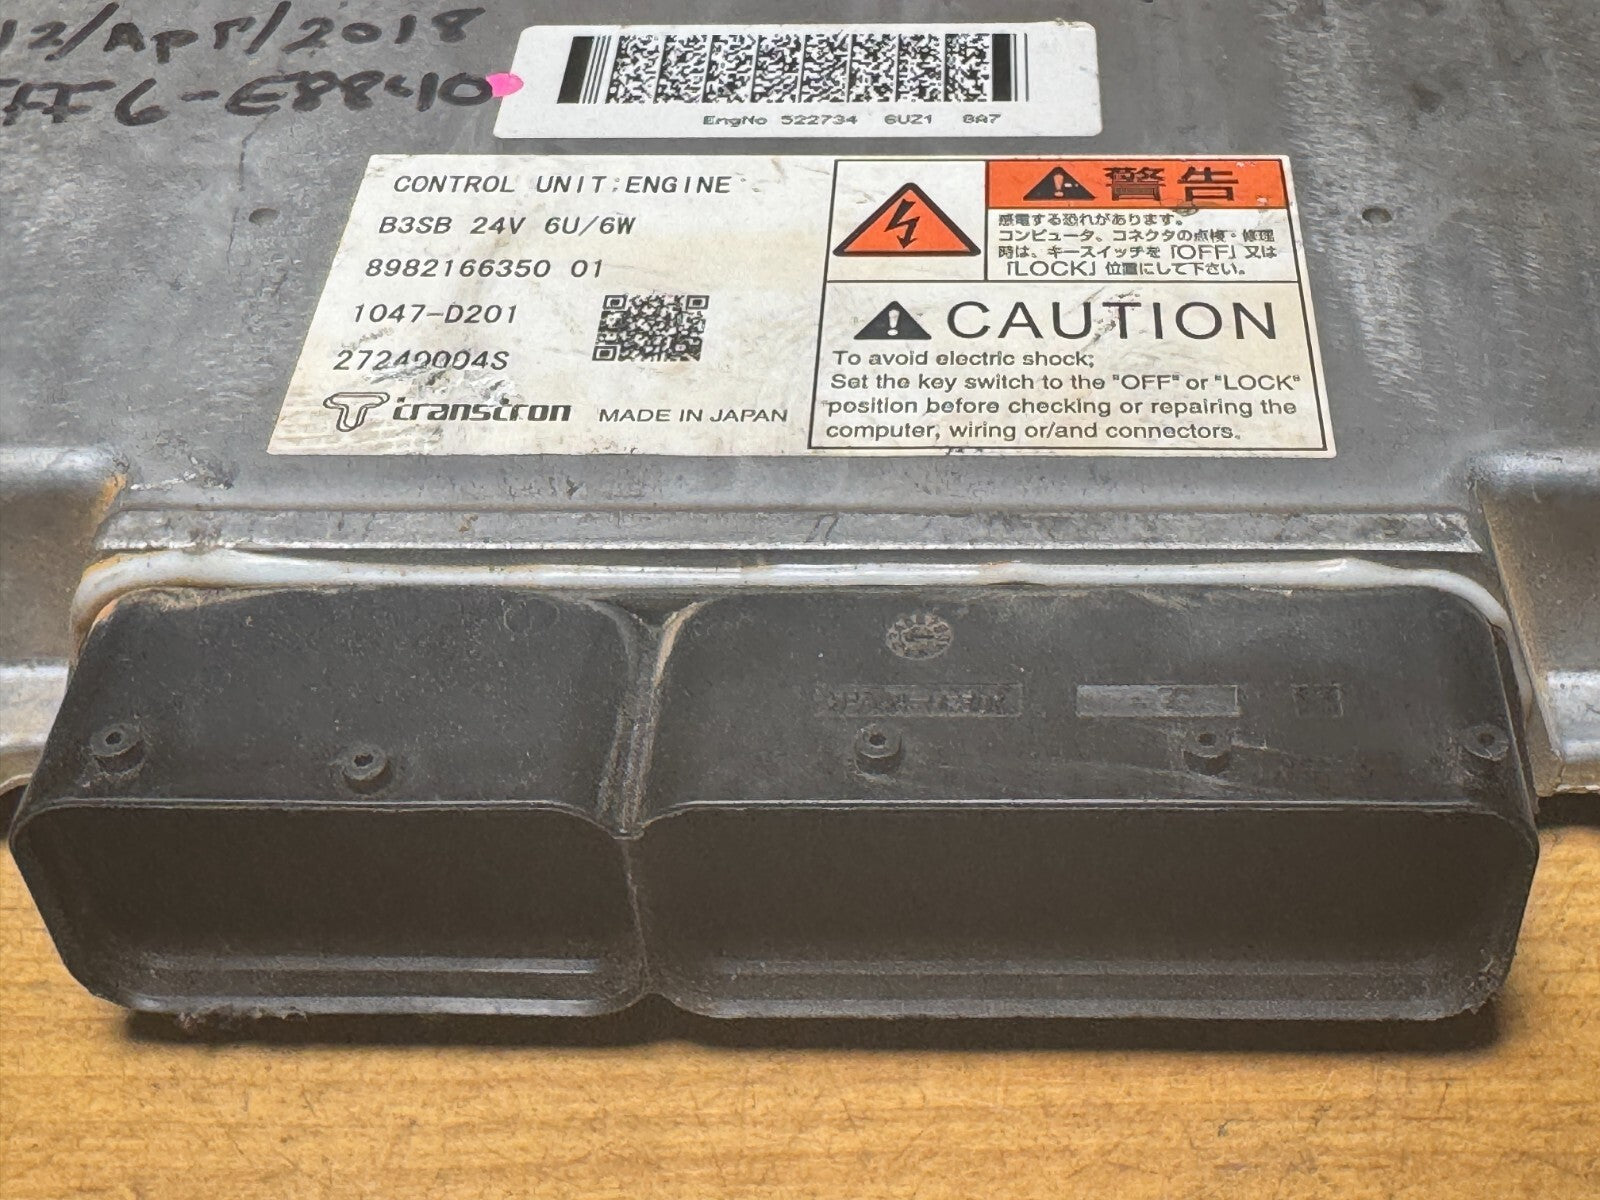 12/Apr/2018
EngNo 522734 6UZ1 8A7
CONTROL UNIT:ENGINE
B3SB 24V 6U/6W
8982166350 01
1047-D201
transtron MADE IN JAPAN
警告
感電する恐れがあります。
コンピュータ、コネクタの点検・修理
時は、キースイッチを「OFF」又は
「LOCK」位置にして下さい。
CAUTION
To avoid electric shock;
Set the key switch to the "OFF" or "LOCK"
position before checking or repairing the
computer, wiring or/and connectors.